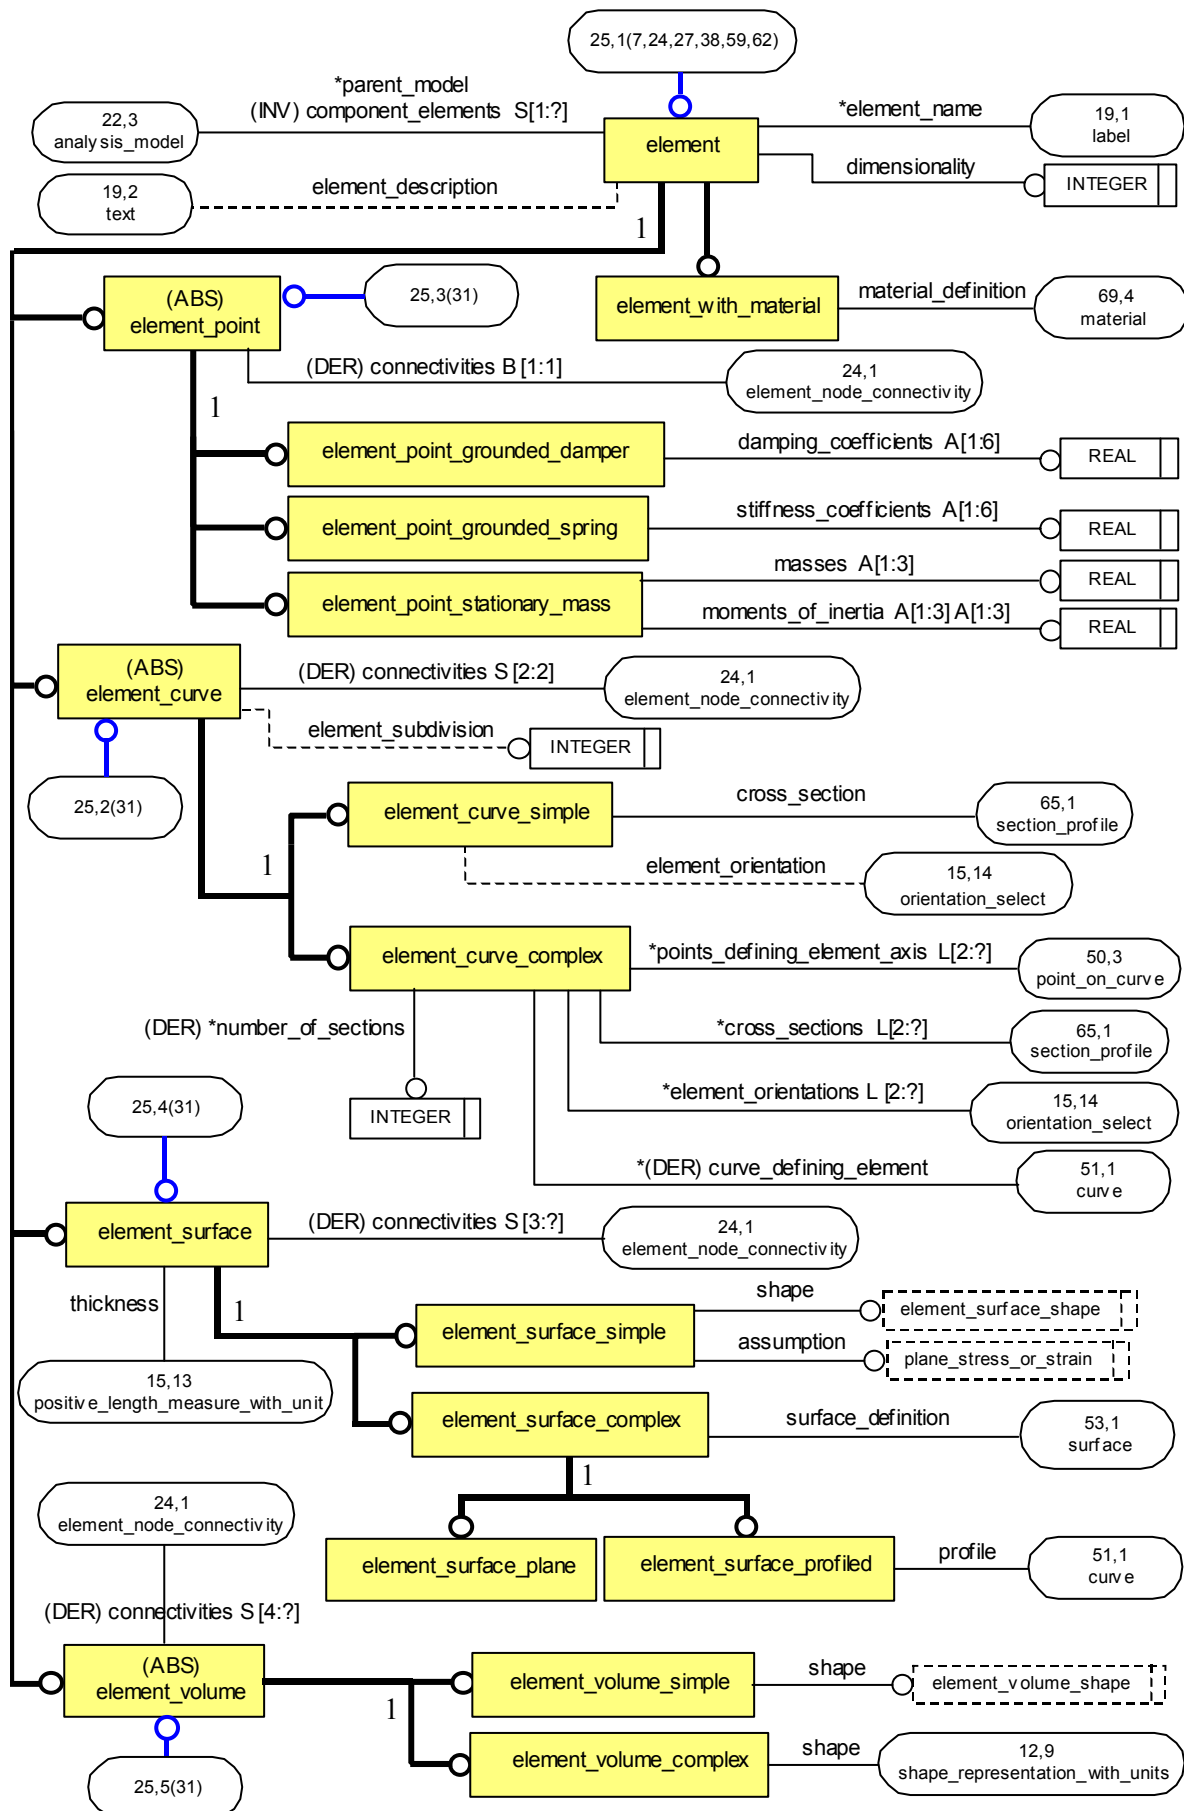 25,1(7,24,27,38,59,62)
*parent_model
(INV) component_elements S[1:?]
22,3
analysis_model
element
*element_name
19,1
label
dimensionality
INTEGER
19,2
text
element_description
1
(ABS)
element_point
25,3(31)
element_with_material
material_definition
69,4
material
(DER) connectivities B[1:1]
24,1
element_node_connectivity
1
element_point_grounded_damper
damping_coefficients A[1:6]
REAL
element_point_grounded_spring
stiffness_coefficients A[1:6]
REAL
element_point_stationary_mass
masses A[1:3]
REAL
moments_of_inertia A[1:3] A[1:3]
REAL
(ABS)
element_curve
(DER) connectivities S[2:2]
24,1
element_node_connectivity
element_subdivision
INTEGER
25,2(31)
element_curve_simple
cross_section
65,1
section_profile
1
element_orientation
15,14
orientation_select
element_curve_complex
*points_defining_element_axis L[2:?]
50,3
point_on_curve
(DER) *number_of_sections
*cross_sections L[2:?]
65,1
section_profile
INTEGER
*element_orientations L [2:?]
15,14
orientation_select
25,4(31)
*(DER) curve_defining_element
51,1
curve
element_surface
(DER) connectivities S[3:?]
24,1
element_node_connectivity
thickness
1
element_surface_simple
shape
element_surface_shape
assumption
plane_stress_or_strain
15,13
positive_length_measure_with_unit
element_surface_complex
surface_definition
53,1
surface
1
24,1
element_node_connectivity
element_surface_plane
element_surface_profiled
profile
51,1
curve
(DER) connectivities S[4:?]
(ABS)
element_volume
1
element_volume_simple
shape
element_volume_shape
element_volume_complex
shape
12,9
shape_representation_with_units
25,5(31)